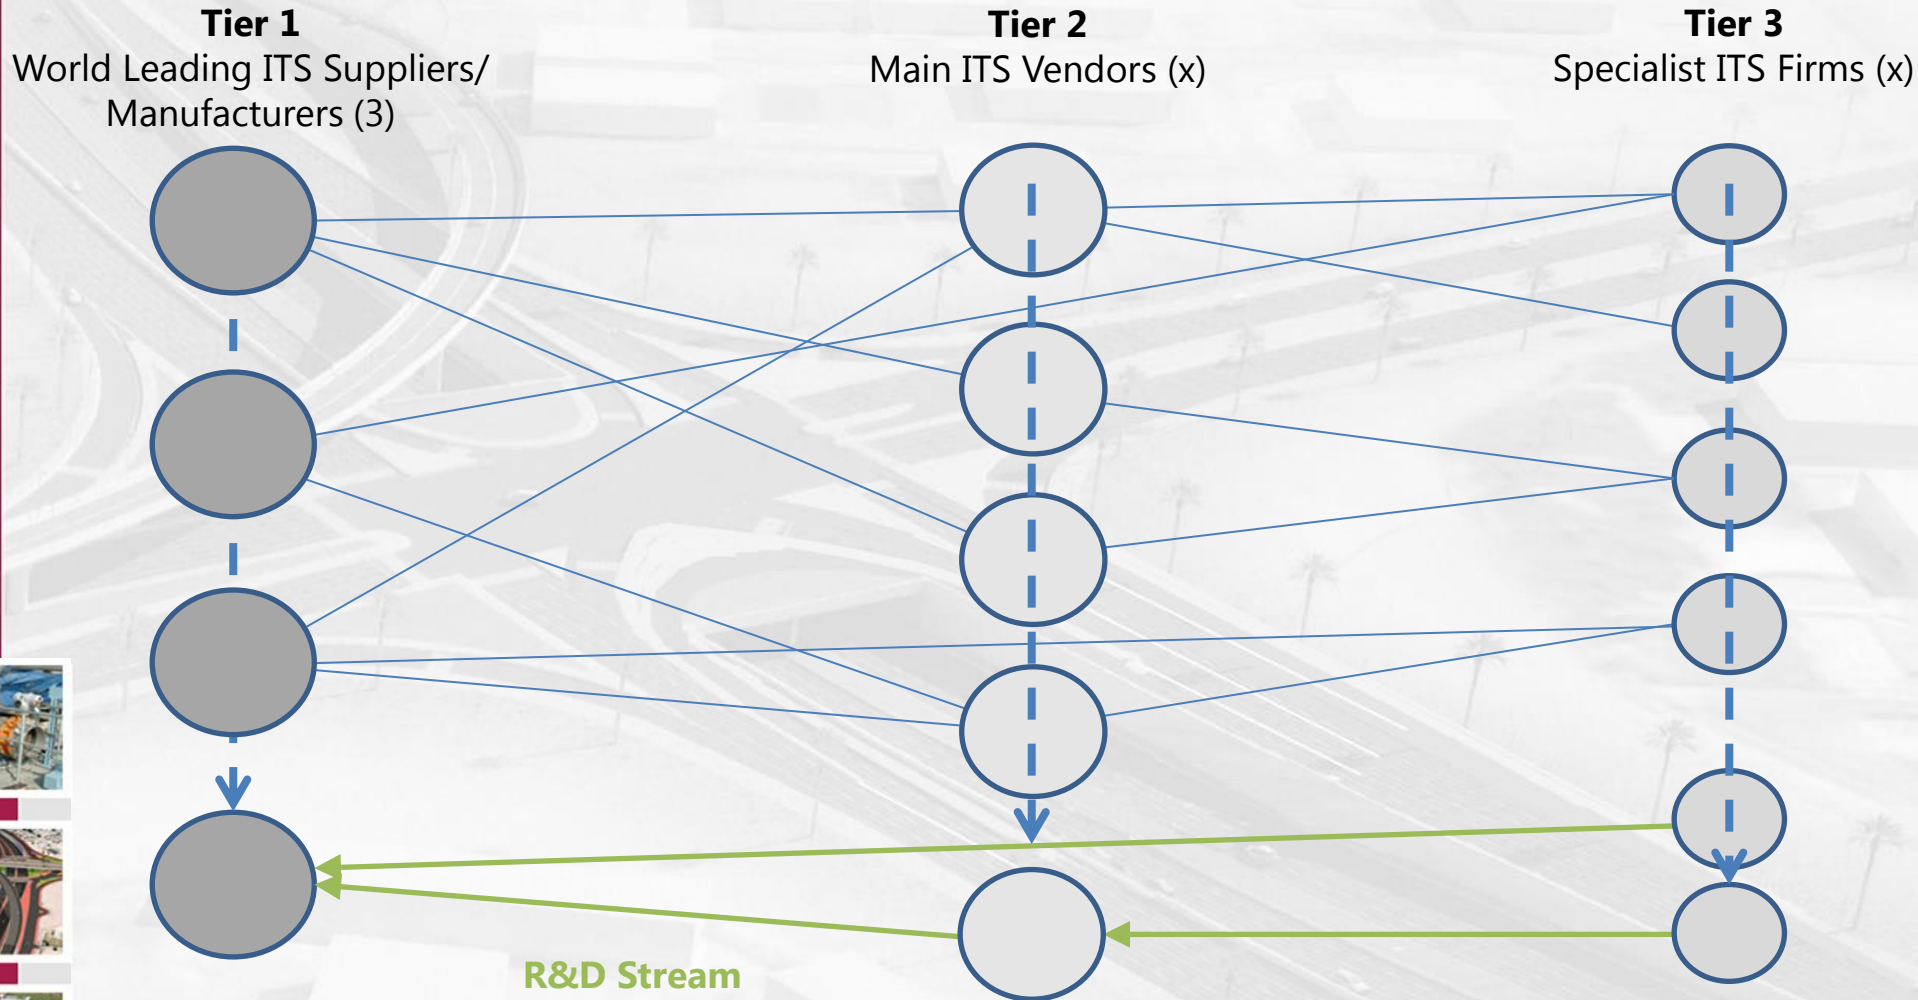 Tier 1
World Leading ITS Suppliers/
Manufacturers (3)
Tier 2
Main ITS Vendors (x)
Tier 3
Specialist ITS Firms (x)
R&D Stream